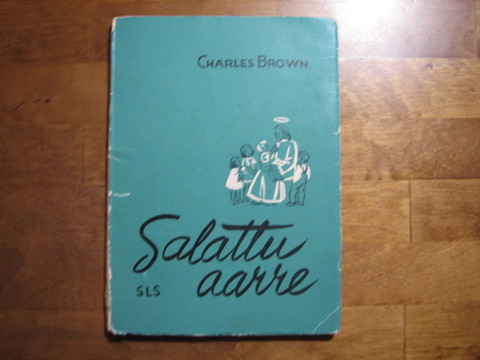 CHARLES BROWN
Salattu
SLS
aarre